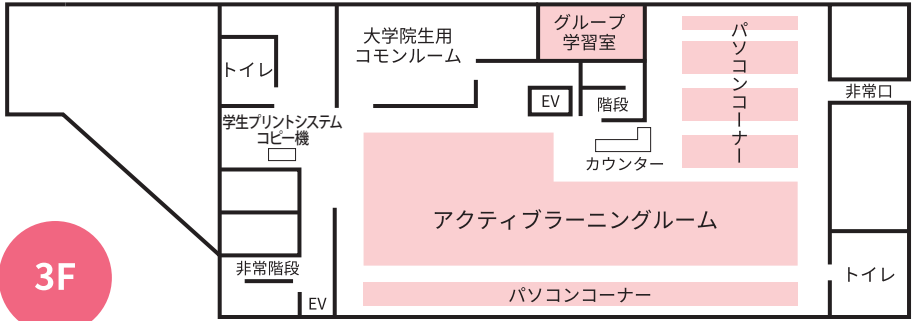 グループ
学習室
大学院生用
コモンルーム
パソコンコーナー
トイレ
EV
階段
非常口
学生プリントシステム
コピー機
カウンター
アクティブラーニングルーム
非常階段
トイレ
3F
パソコンコーナー
EV